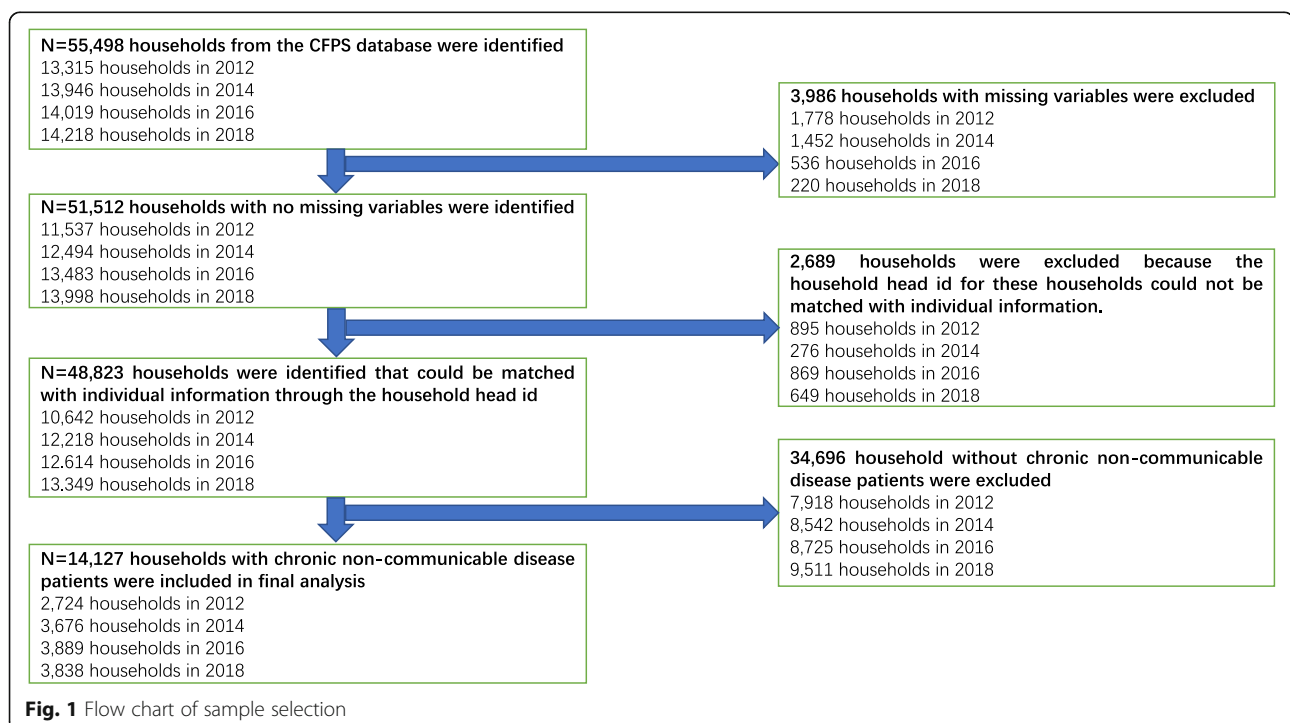 N=55,498 households from the CFPS database were identified
13,315 households in 2012
13,946 households in 2014
14,019 households in 2016
14,218 households in 2018
3,986 households with missing variables were excluded
1,778 households in 2012
1,452 households in 2014
536 households in 2016
220 households in 2018
N=51,512 households with no missing variables were identified
11,537 households in 2012
12,494 households in 2014
13,483 households in 2016
13,998 households in 2018
2,689 households were excluded because the
household head id for these households could not be
matched with individual information.
895 households in 2012
276 households in 2014
869 households in 2016
649 households in 2018
N=48,823 households were identified that could be matched
with individual information through the household head id
10,642 households in 2012
12,218 households in 2014
12.614 households in 2016
13.349 households in 2018
34,696 household without chronic non-communicable
disease patients were excluded
7,918 households in 2012
8,542 households in 2014
8,725 households in 2016
9,511 households in 2018
N=14,127 households with chronic non-communicable disease
patients were included in final analysis
2,724 households in 2012
3,676 households in 2014
3,889 households in 2016
3,838 households in 2018
Fig. 1 Flow chart of sample selection